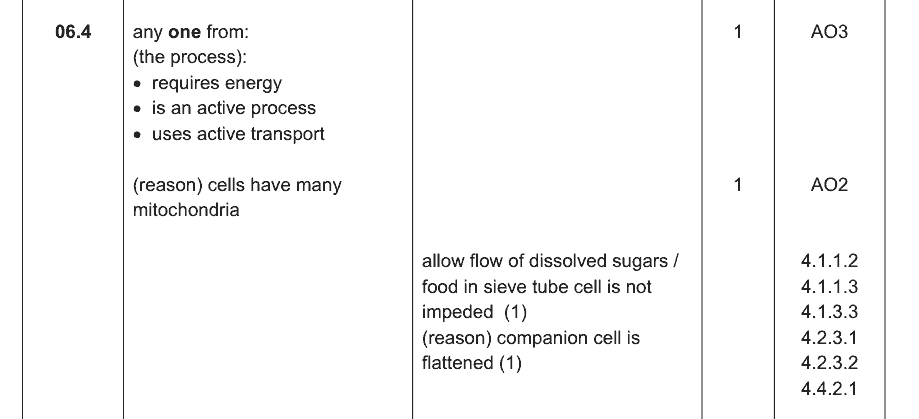 06.4 any one from: 1 AO3
(the process):
• requires energy
• is an active process
• uses active transport
(reason) cells have many 1 AO2
mitochondria
allow flow of dissolved sugars / 4.1.1.2
food in sieve tube cell is not 4.1.1.3
impeded (1) 4.1.3.3
(reason) companion cell is 4.2.3.1
flattened (1) 4.2.3.2
4.4.2.1